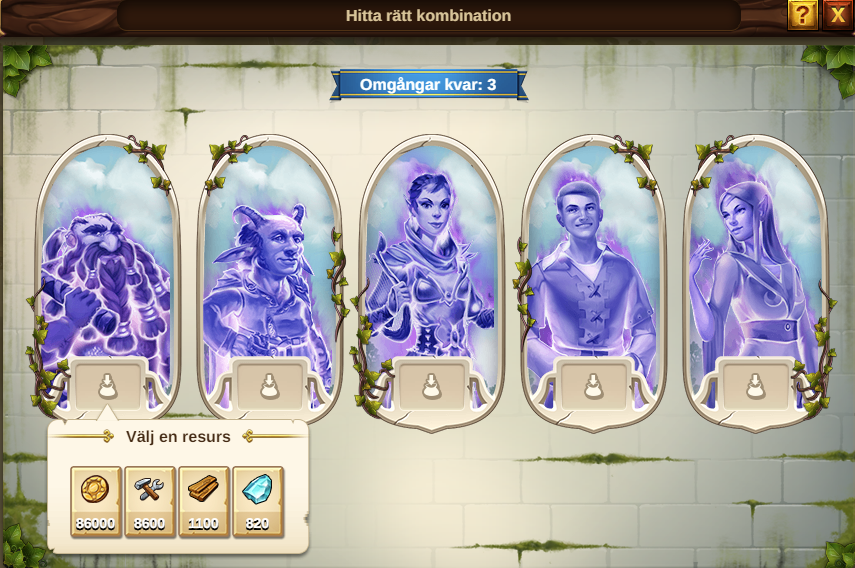 Hitta rätt kombination
?
X
Omgångar kvar: 3
Välj en resurs
86000
8600
1100
820